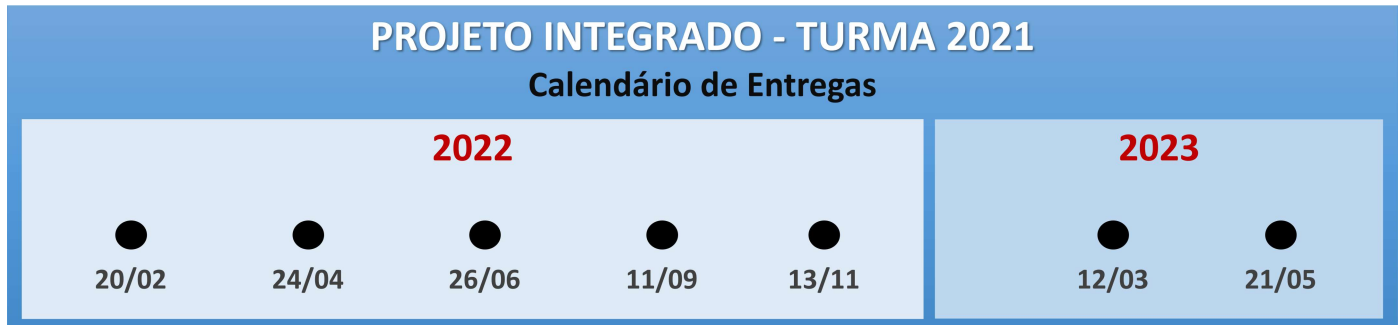 PROJETO INTEGRADO - TURMA 2021
Calendário de Entregas
2022
20/02 24/04 26/06 11/09 13/11
2023
12/03 21/05